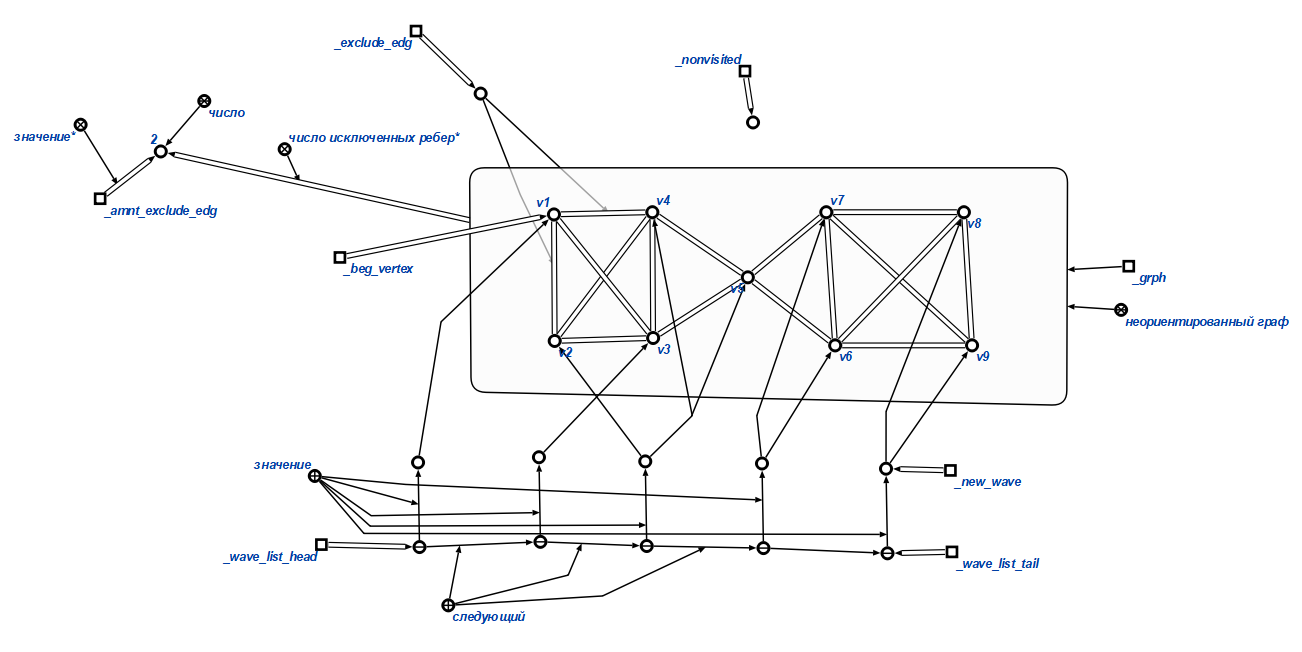 _exclude_edg
_nonvisited
число
значение*
2
число исключенных ребер*
_amnt_exclude_edg
v1
v4
v7
v8
_beg_vertex
v5
_grph
неориентированный граф
v2
v3
v6
v9
значение
_new_wave
_wave_list_head
_wave_list_tail
следующий